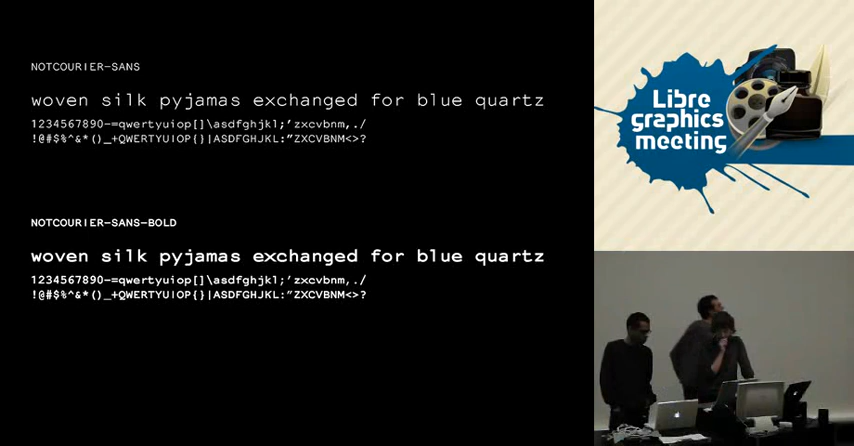 NOTCOURIER-SANS
woven silk pyjamas exchanged for blue quartz
1234567890-=qwertyuiop[]\asdfghjkl;'zxcvbnm,./
!@#$%^&*()_+QWERTYUIOP{}|ASDFGHJKL:"ZXCVBNM<>?
NOTCOURIER-SANS-BOLD
woven silk pyjamas exchanged for blue quartz
1234567890-=qwertyuiop[]\asdfghjkl;'zxcvbnm,./
!@#$%^&*()_+QWERTYUIOP{}|ASDFGHJKL:"ZXCVBNM<>?
Libre
graphics
meeting